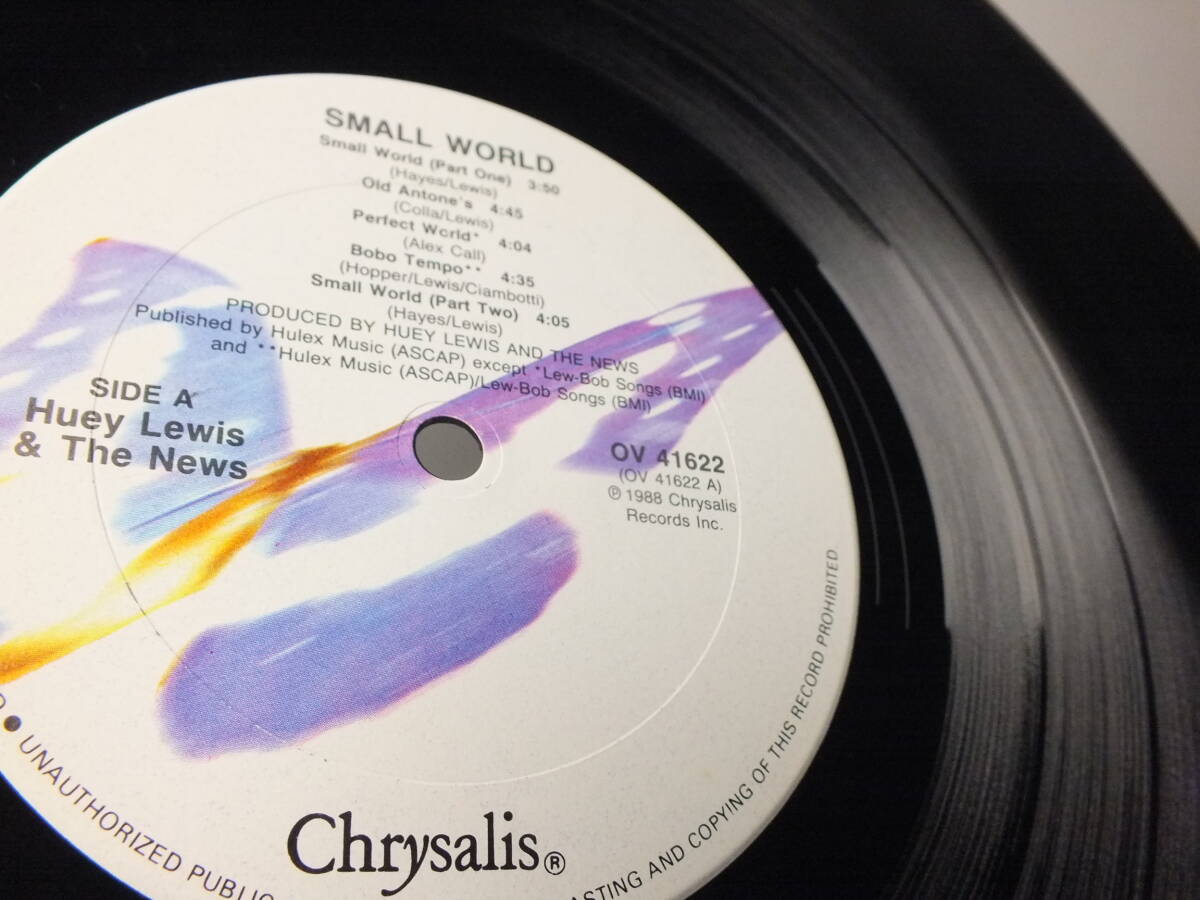 SMALL WORLD
Small World (Part One) 3:50
(Hayes/Lewis)
Old Antone's 4:45
(Colla/Lewis)
Perfect World* 4:04
(Alex Call)
Bobo Tempo** 4:35
(Hopper/Lewis/Ciambotti)
Small World (Part Two) 4:05
(Hayes/Lewis)
PRODUCED BY HUEY LEWIS AND THE NEWS
Published by Hulex Music (ASCAP) except *Lew-Bob Songs (BMI)
and **Hulex Music (ASCAP)/Lew-Bob Songs (BMI)
SIDE A
Huey Lewis
& The News
OV 41622
(OV 41622 A)
℗ 1988 Chrysalis
Records Inc.
Chrysalis®
● UNAUTHORIZED
AND COPYING OF THIS RECORD PROHIBITED